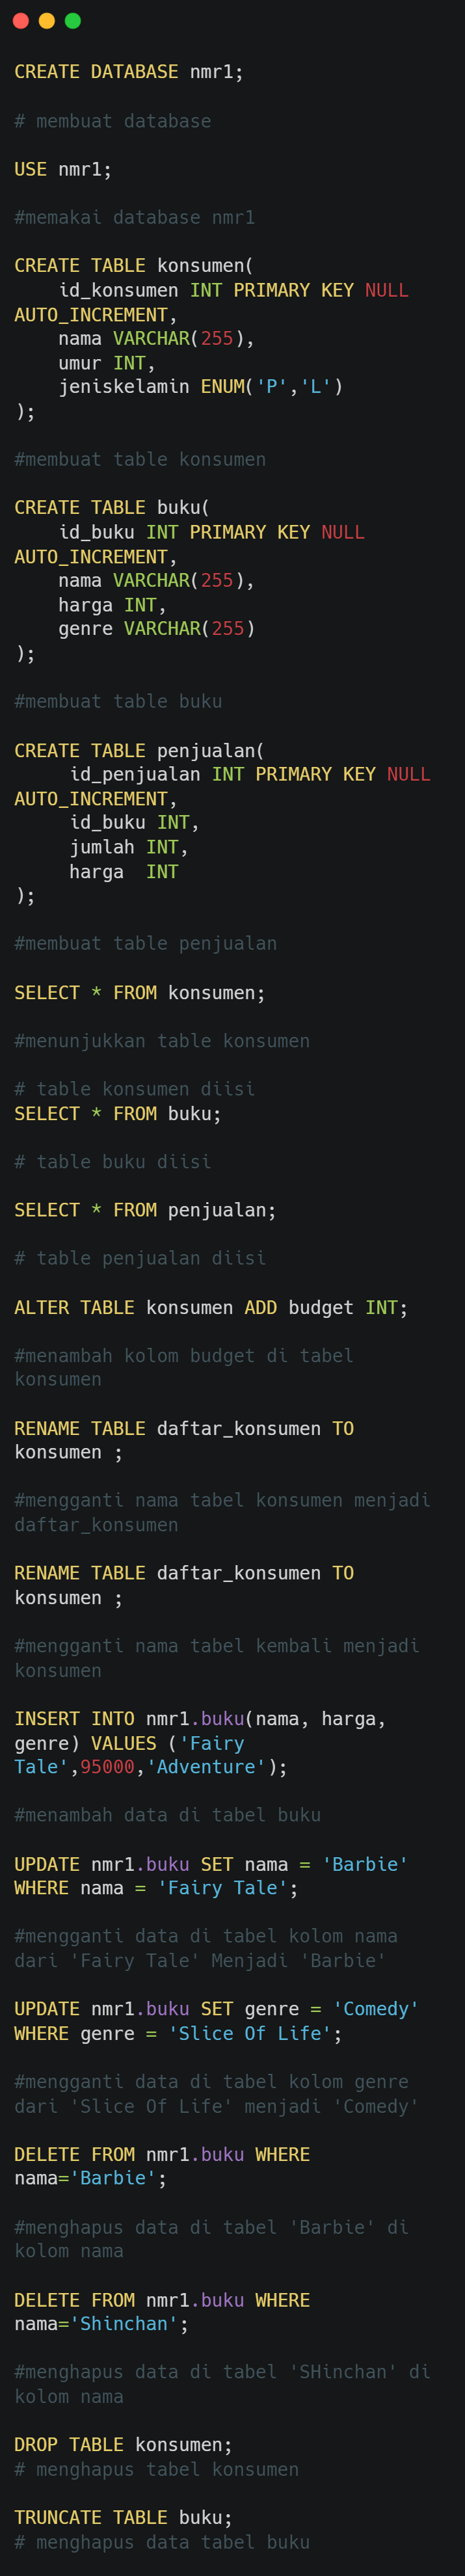 CREATE DATABASE nmr1;
# membuat database
USE nmr1;
#memakai database nmr1
CREATE TABLE konsumen(
id_konsumen INT PRIMARY KEY NULL
AUTO_INCREMENT,
nama VARCHAR(255),
umur INT,
jeniskelamin ENUM('P','L')
);
#membuat table konsumen
CREATE TABLE buku(
id_buku INT PRIMARY KEY NULL
AUTO_INCREMENT,
nama VARCHAR(255),
harga INT,
genre VARCHAR(255)
);
#membuat table buku
CREATE TABLE penjualan(
id_penjualan INT PRIMARY KEY NULL
AUTO_INCREMENT,
id_buku INT,
jumlah INT,
harga  INT
);
#membuat table penjualan
SELECT * FROM konsumen;
#menunjukkan table konsumen
# table konsumen diisi
SELECT * FROM buku;
# table buku diisi
SELECT * FROM penjualan;
# table penjualan diisi
ALTER TABLE konsumen ADD budget INT;
#menambah kolom budget di tabel
konsumen
RENAME TABLE daftar_konsumen TO
konsumen ;
#mengganti nama tabel konsumen menjadi
daftar_konsumen
RENAME TABLE daftar_konsumen TO
konsumen ;
#mengganti nama tabel kembali menjadi
konsumen
INSERT INTO nmr1.buku(nama, harga,
genre) VALUES ('Fairy
Tale',95000,'Adventure');
#menambah data di tabel buku
UPDATE nmr1.buku SET nama = 'Barbie'
WHERE nama = 'Fairy Tale';
#mengganti data di tabel kolom nama
dari 'Fairy Tale' Menjadi 'Barbie'
UPDATE nmr1.buku SET genre = 'Comedy'
WHERE genre = 'Slice Of Life';
#mengganti data di tabel kolom genre
dari 'Slice Of Life' menjadi 'Comedy'
DELETE FROM nmr1.buku WHERE
nama='Barbie';
#menghapus data di tabel 'Barbie' di
kolom nama
DELETE FROM nmr1.buku WHERE
nama='Shinchan';
#menghapus data di tabel 'SHinchan' di
kolom nama
DROP TABLE konsumen;
# menghapus tabel konsumen
TRUNCATE TABLE buku;
# menghapus data tabel buku